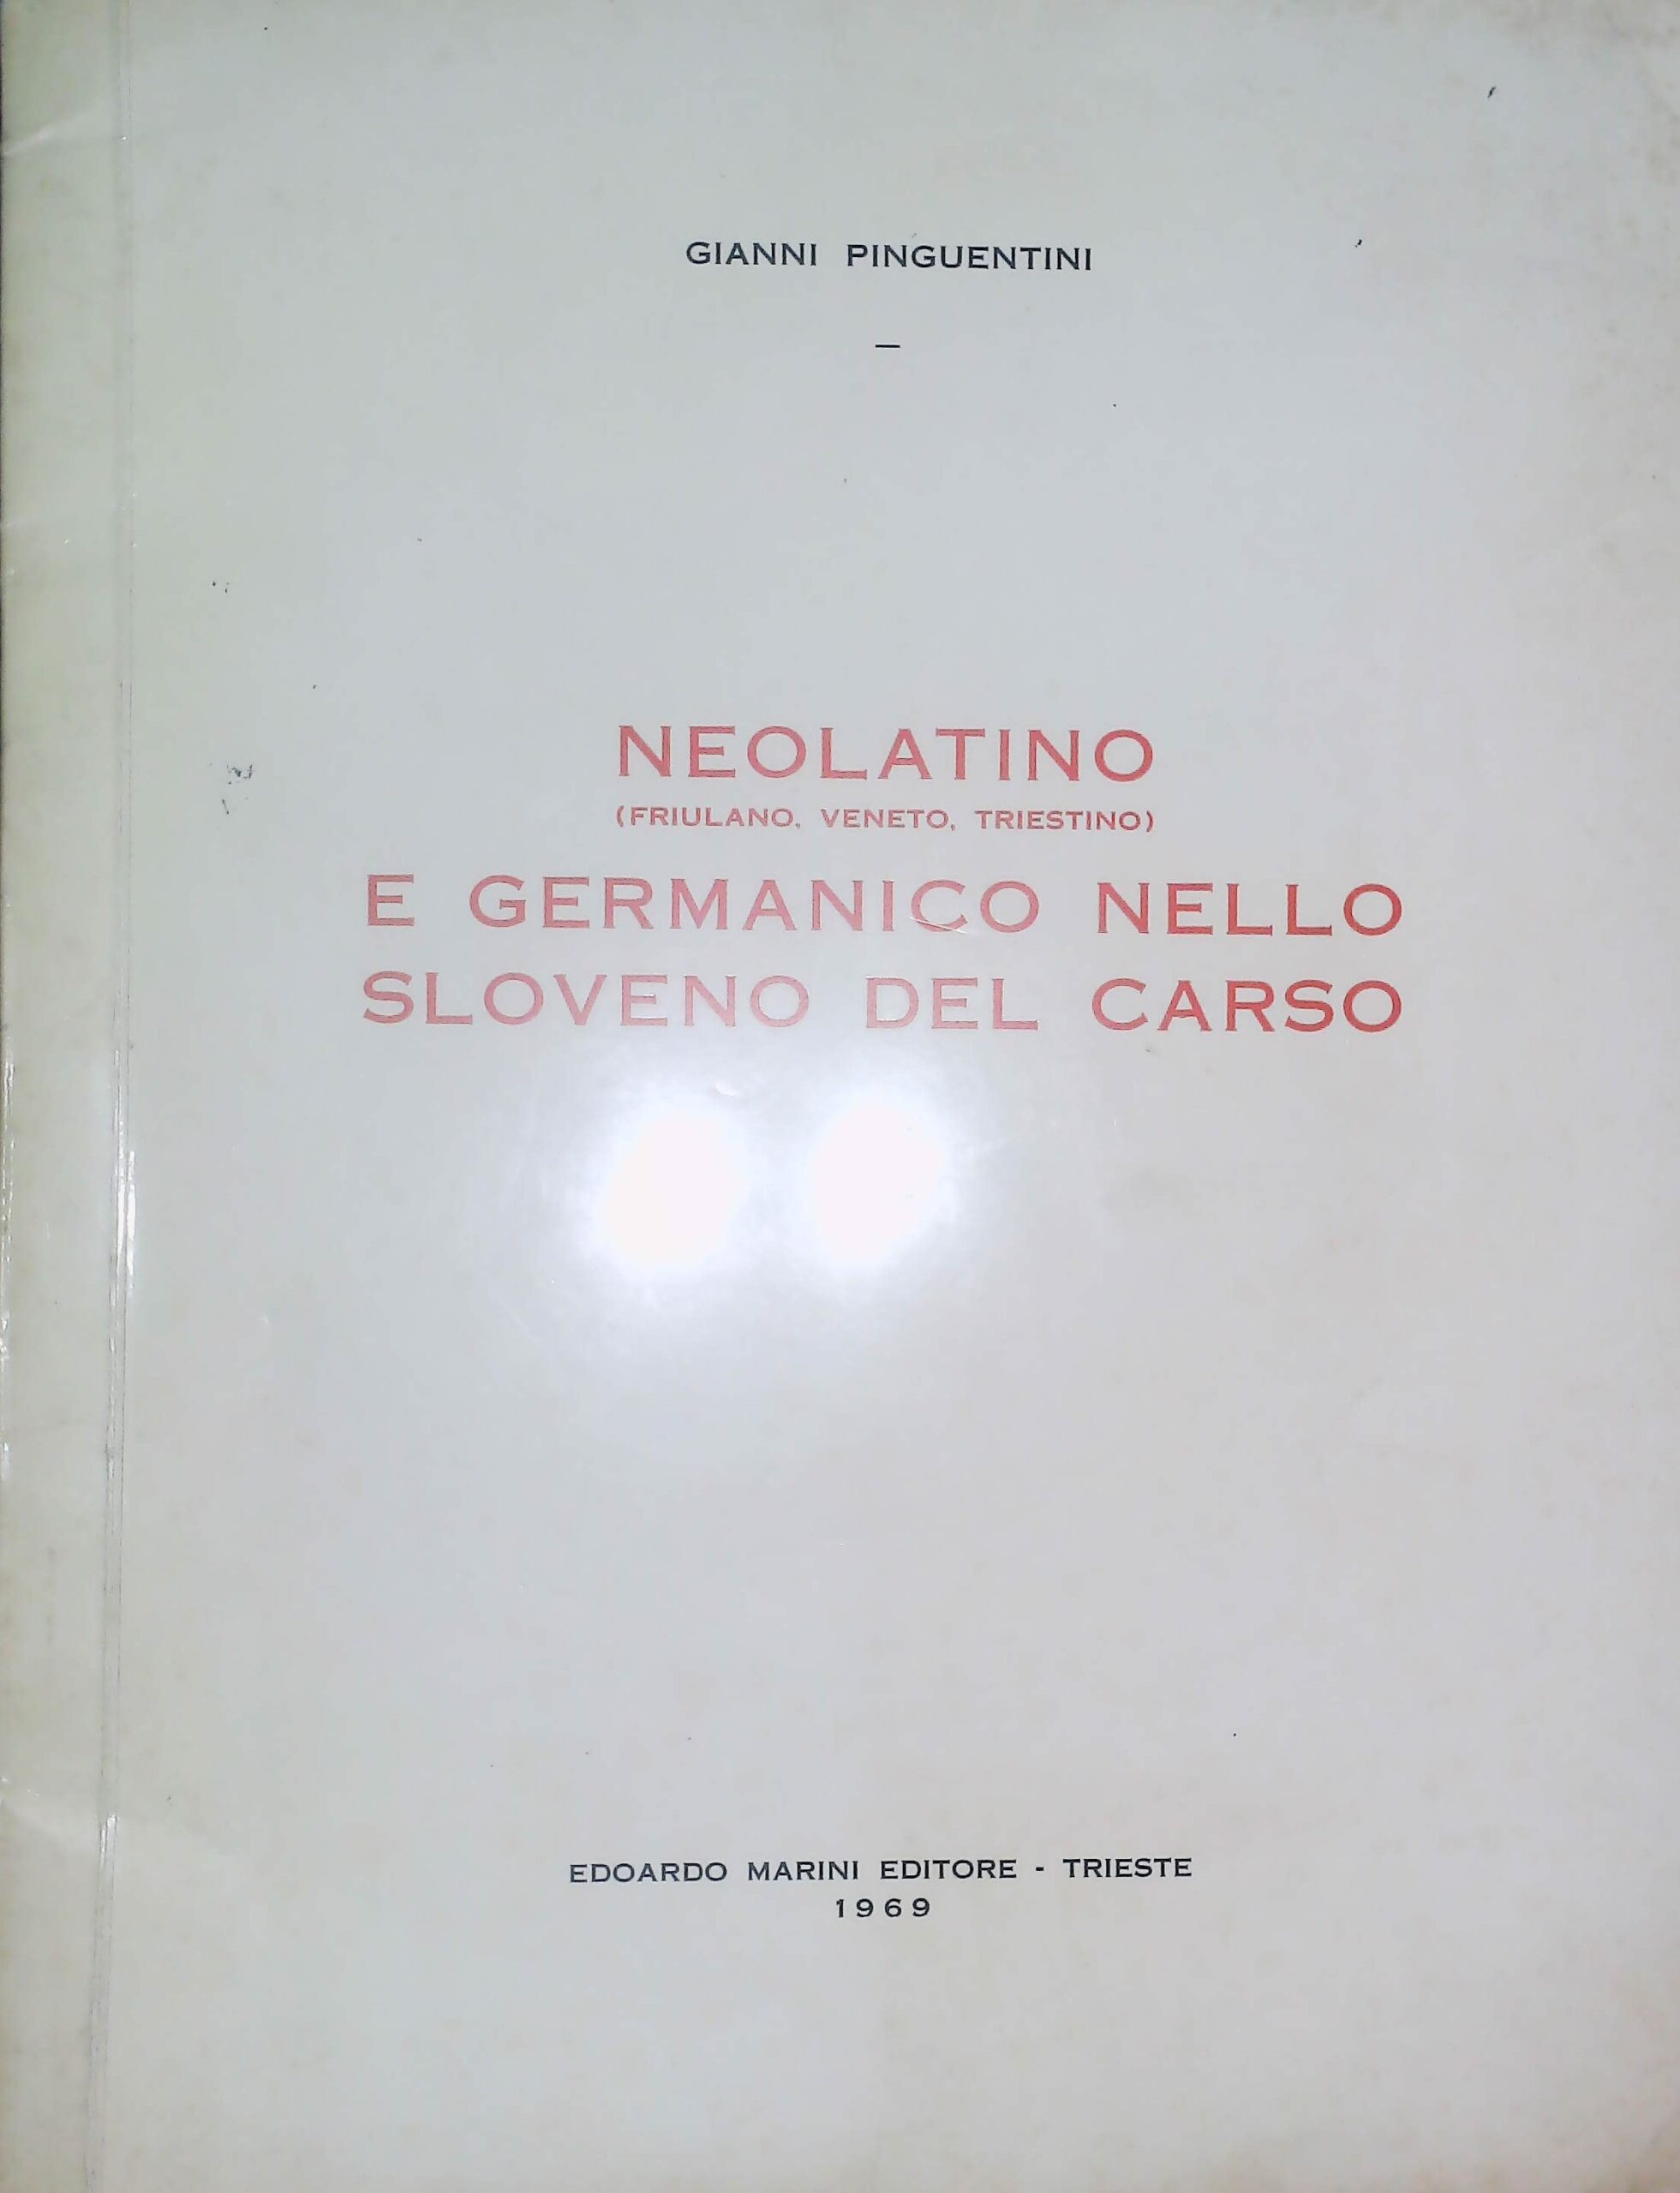 GIANNI PINGUENTINI
—
NEOLATINO
(FRIULANO, VENETO, TRIESTINO)
E GERMANICO NELLO
SLOVENO DEL CARSO
EDOARDO MARINI EDITORE - TRIESTE
1969